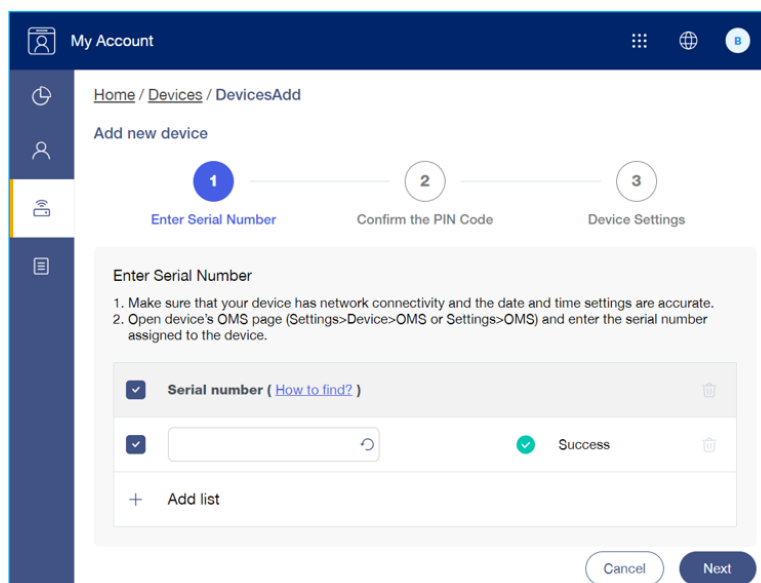 My Account
B
Home / Devices / DevicesAdd
Add new device
1
2
3
Enter Serial Number
Confirm the PIN Code
Device Settings
Enter Serial Number
1. Make sure that your device has network connectivity and the date and time settings are accurate.
2. Open device's OMS page (Settings>Device>OMS or Settings>OMS) and enter the serial number
assigned to the device.
Serial number ( How to find? )
Success
+ Add list
Cancel
Next